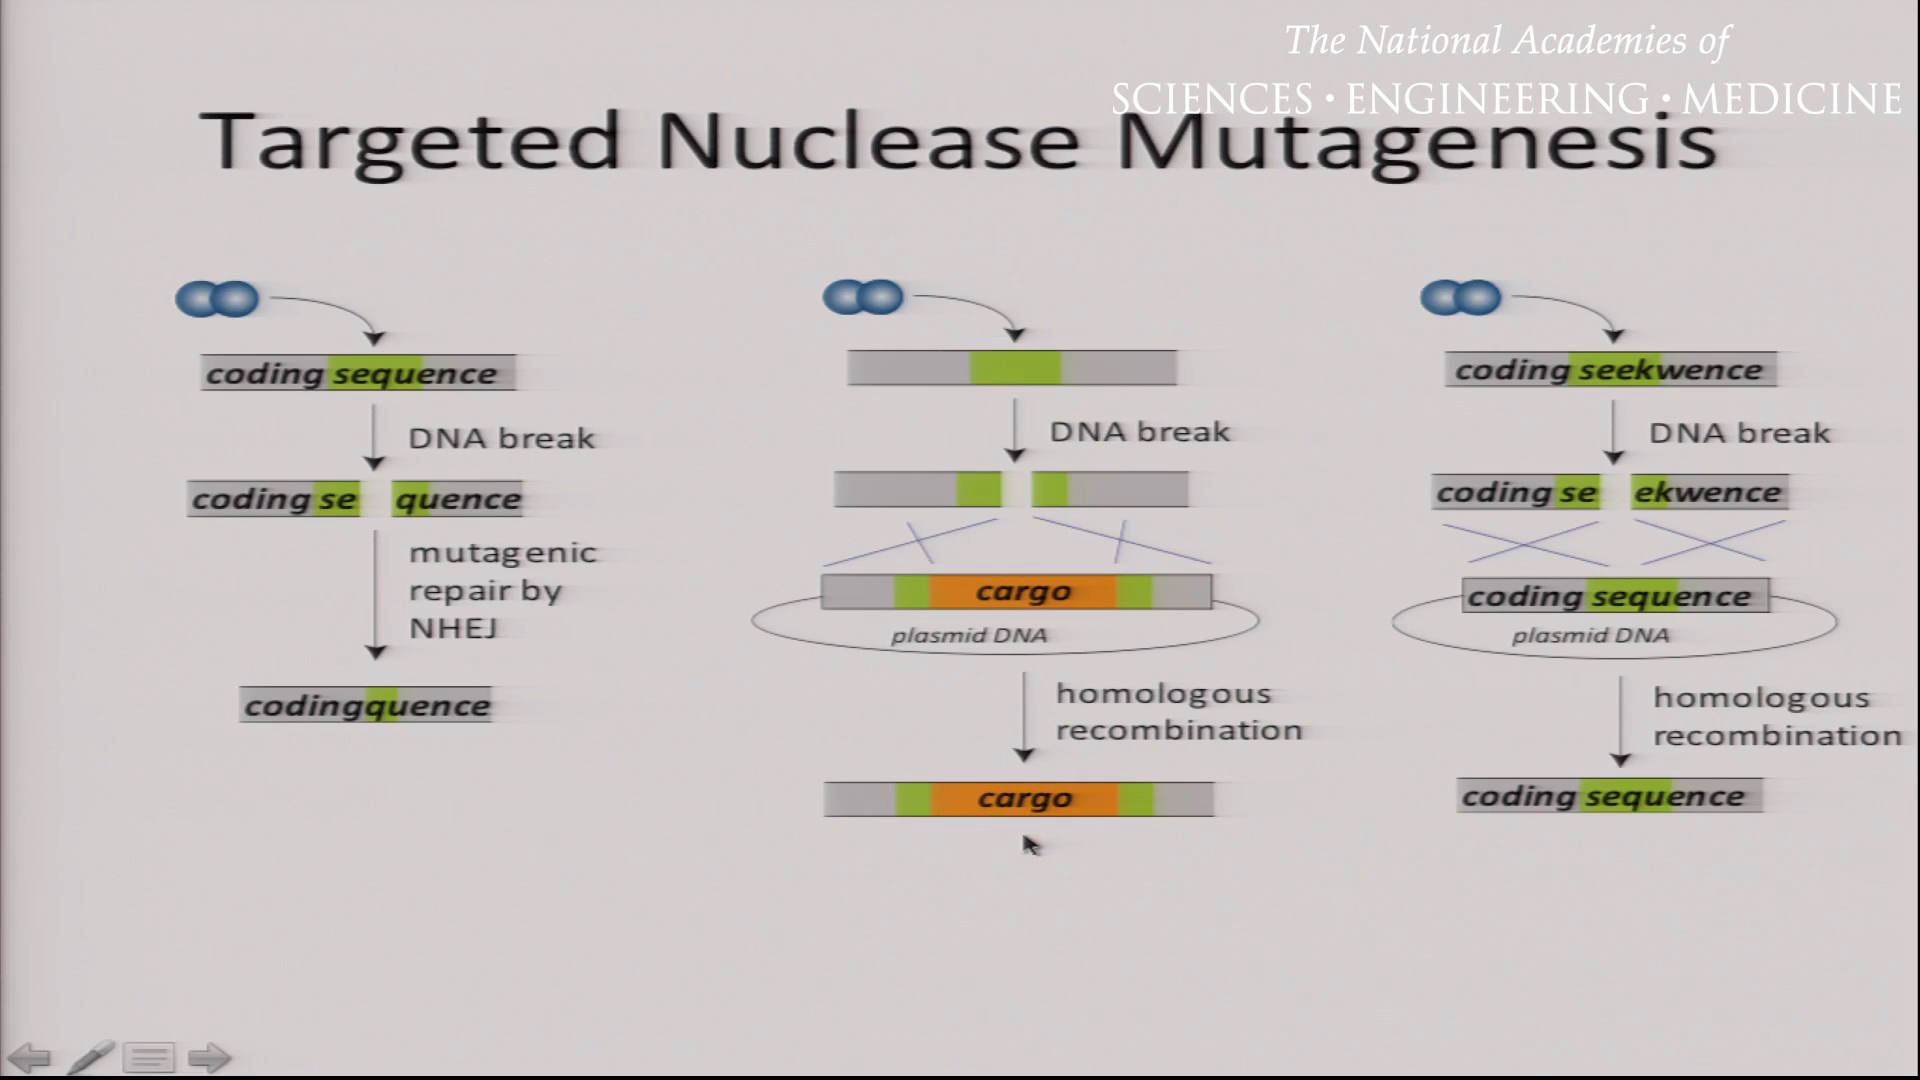 The National Academies of
SCIENCES • ENGINEERING • MEDICINE
Targeted Nuclease Mutagenesis
coding sequence
DNA break
coding se quence
mutagenic
repair by
NHEJ
codingquence
DNA break
cargo
plasmid DNA
homologous
recombination
cargo
coding seekwence
DNA break
coding se ekwence
coding sequence
plasmid DNA
homologous
recombination
coding sequence